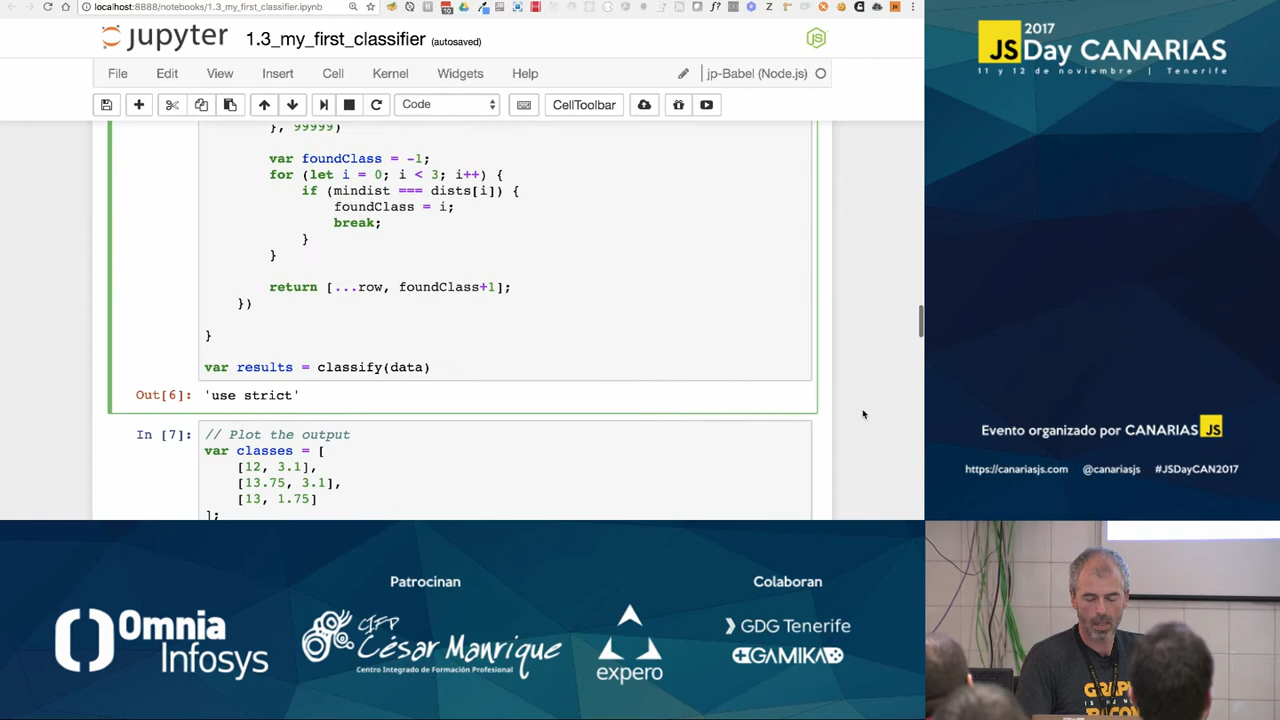 localhost:8888/notebooks/1.3_my_first_classifier.ipynb
jupyter
1.3_my_first_classifier (autosaved)
File Edit View Insert Cell Kernel Widgets Help
jp-Babel (Node.js)
Code
CellToolbar
}, 99999)
var foundClass = -1;
for (let i = 0; i < 3; i++) {
if (mindist === dists[i]) {
foundClass = i;
break;
}
}
return [...row, foundClass+1];
})
}
var results = classify(data)
Out[6]: 'use strict'
In [7]: // Plot the output
var classes = [
[12, 3.1],
[13.75, 3.1],
[13, 1.75]
];
2017
JSDay CANARIAS
11 y 12 de noviembre | Tenerife
Evento organizado por CANARIAS JS
https://canariasjs.com @canariasjs #JSDayCAN2017
Patrocinan
Colaboran
Omnia
Infosys
CIFP
César Manrique
Centro Integrado de Formación Profesional
expero
GDG Tenerife
GAMIKA